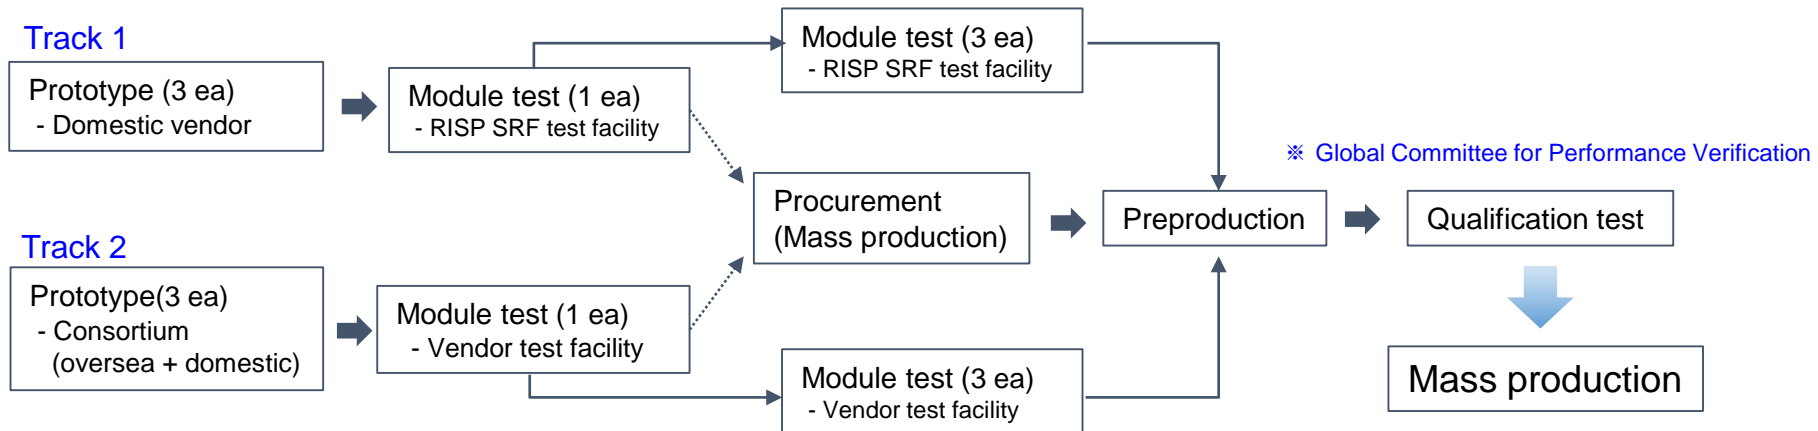 Track 1
Prototype (3 ea)
- Domestic vendor
Module test (1 ea)
- RISP SRF test facility
Module test (3 ea)
- RISP SRF test facility
Track 2
Prototype(3 ea)
- Consortium
(oversea + domestic)
Module test (1 ea)
- Vendor test facility
Module test (3 ea)
- Vendor test facility
Procurement
(Mass production)
Preproduction
※ Global Committee for Performance Verification
Qualification test
Mass production